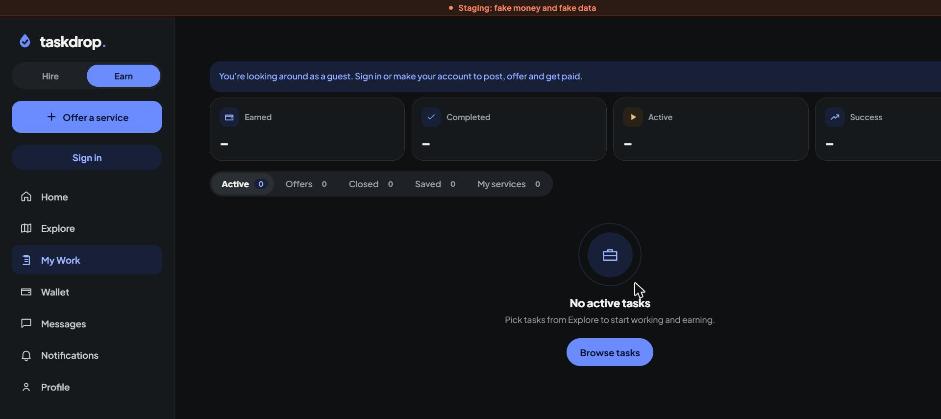 Staging: fake money and fake data
taskdrop.
Hire Earn
+ Offer a service
Sign in
Home
Explore
My Work
Wallet
Messages
Notifications
Profile
You're looking around as a guest. Sign in or make your account to post, offer and get paid.
Earned
–
Completed
–
Active
–
Success
–
Active 0 Offers 0 Closed 0 Saved 0 My services 0
No active tasks
Pick tasks from Explore to start working and earning.
Browse tasks